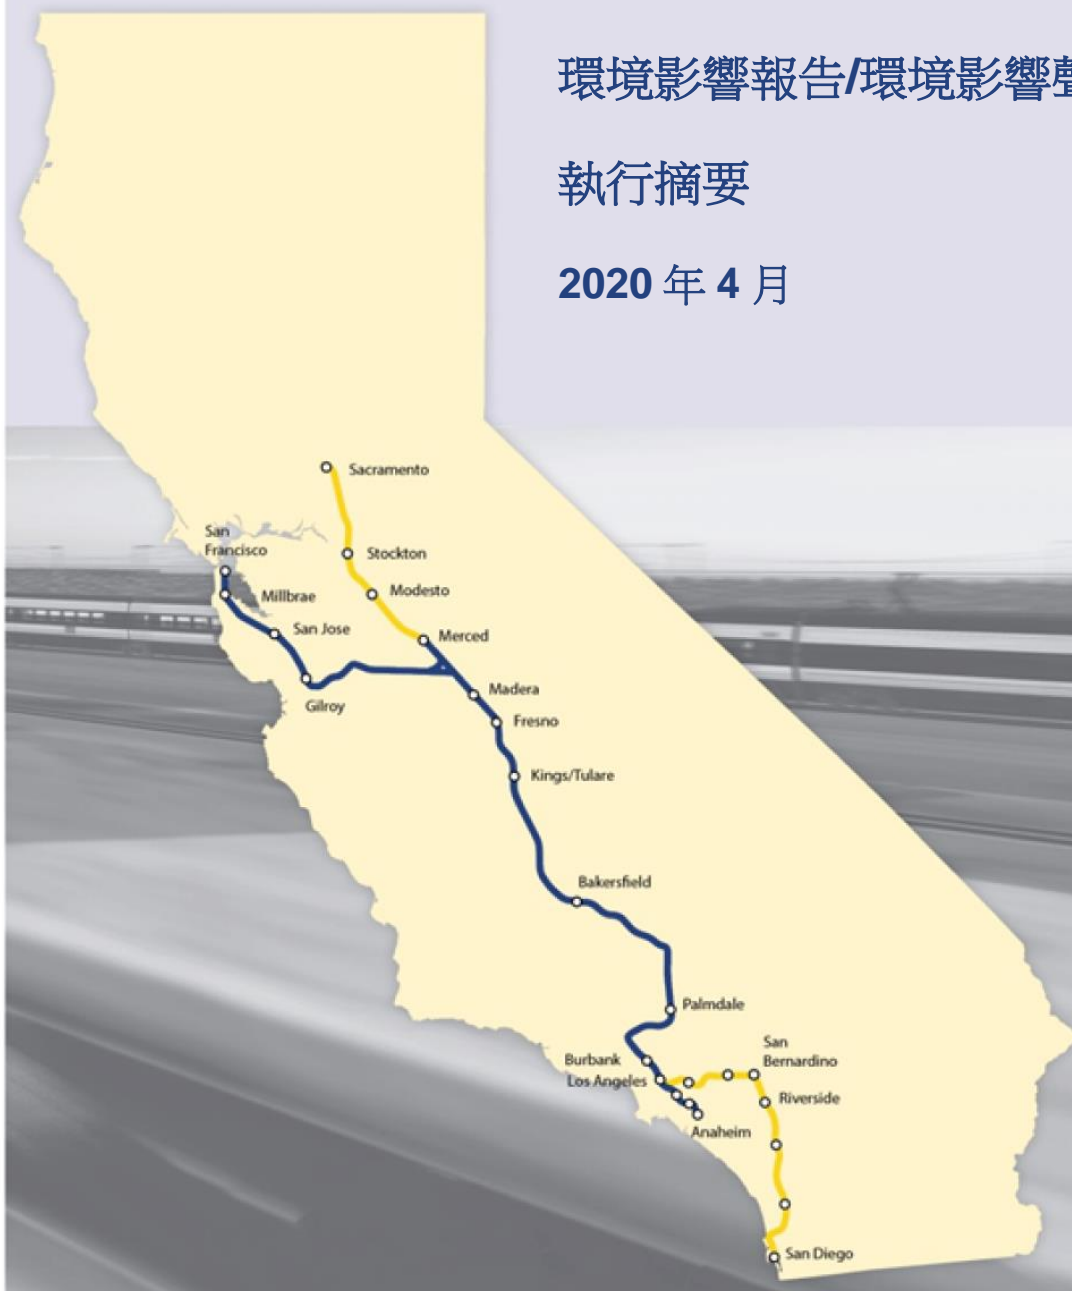 環境影響報告/環境影響聲
執行摘要
2020 年 4 月
Sacramento
San
Francisco
Stockton
Millbrae
Modesto
San Jose
Merced
Gilroy
Madera
Fresno
Kings/Tulare
Bakersfield
Palmdale
San
Bernardino
Burbank
Los Angeles
Riverside
Anaheim
San Diego